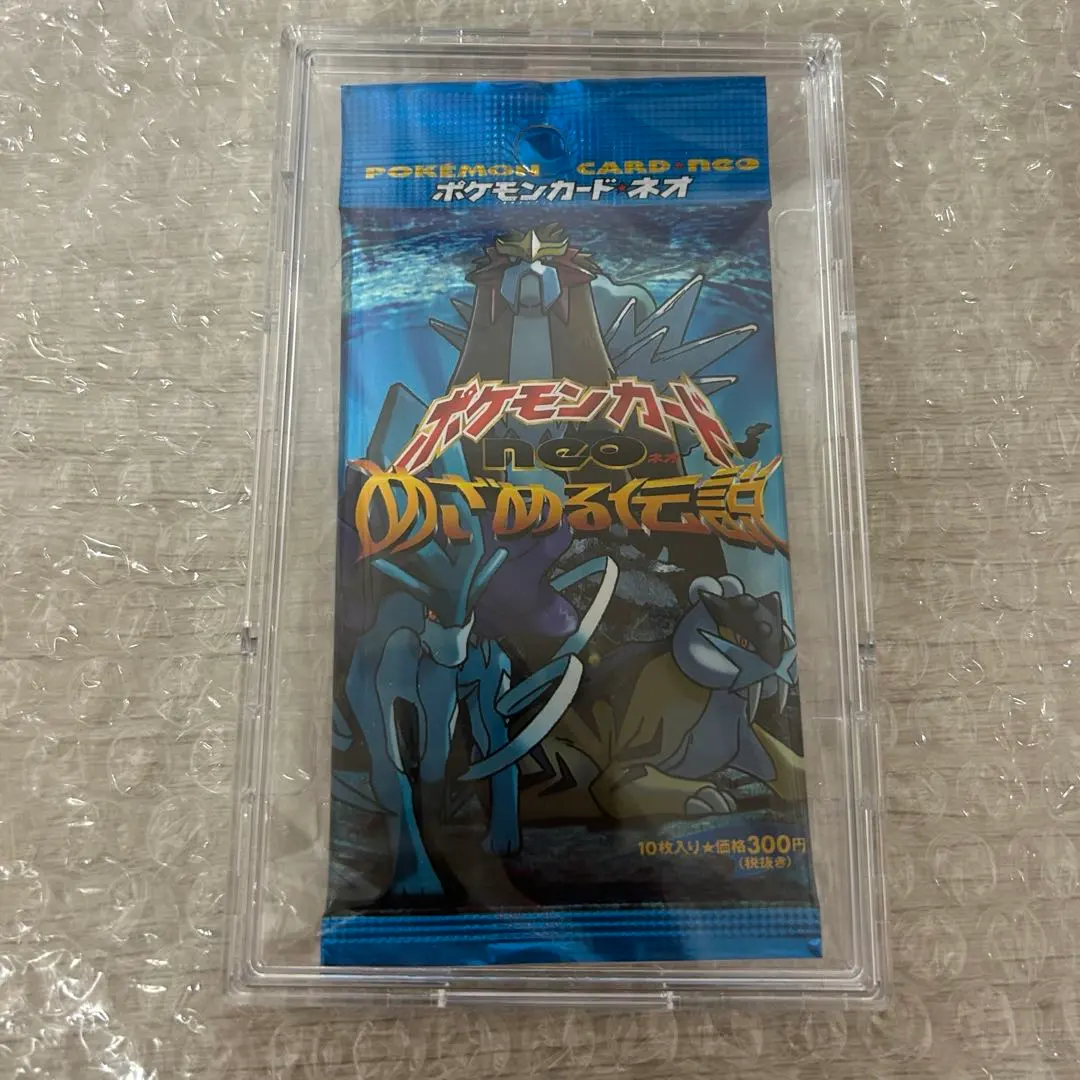 POKÉMON CARD★neo
ポケモンカード★ネオ
ポケモンカード
neo ネオ
めざめる伝説
10枚入り★価格300円
(税抜き)